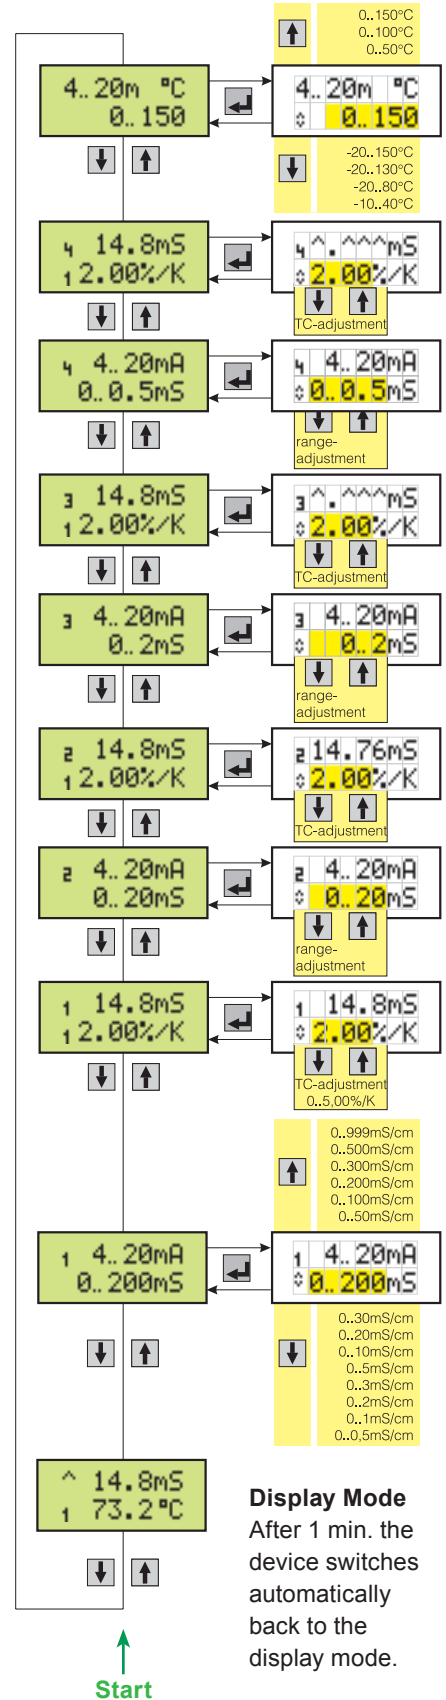 0..150°C
0..100°C
0..50°C
4..20m °C
0..150
4..20m °C
0..150
-20..150°C
-20..130°C
-20..80°C
-10..40°C
4 14.8mS
1 2.00%/K
4 ^.^^^mS
2.00%/K
TC-adjustment
4 4..20mA
0..0.5mS
4 4..20mA
0..0.5mS
range-
adjustment
3 14.8mS
1 2.00%/K
3 ^.^^^mS
2.00%/K
TC-adjustment
3 4..20mA
0..2mS
3 4..20mA
0..2mS
range-
adjustment
2 14.8mS
1 2.00%/K
2 14.76mS
2.00%/K
TC-adjustment
2 4..20mA
0..20mS
2 4..20mA
0..20mS
range-
adjustment
1 14.8mS
1 2.00%/K
1 14.8mS
2.00%/K
TC-adjustment
0..5,00%/K
0..999mS/cm
0..500mS/cm
0..300mS/cm
0..200mS/cm
0..100mS/cm
0..50mS/cm
1 4..20mA
0..200mS
1 4..20mA
0..200mS
0..30mS/cm
0..20mS/cm
0..10mS/cm
0..5mS/cm
0..3mS/cm
0..2mS/cm
0..1mS/cm
0..0,5mS/cm
^ 14.8mS
1 73.2°C
Display Mode
After 1 min. the
device switches
automatically
back to the
display mode.
Start